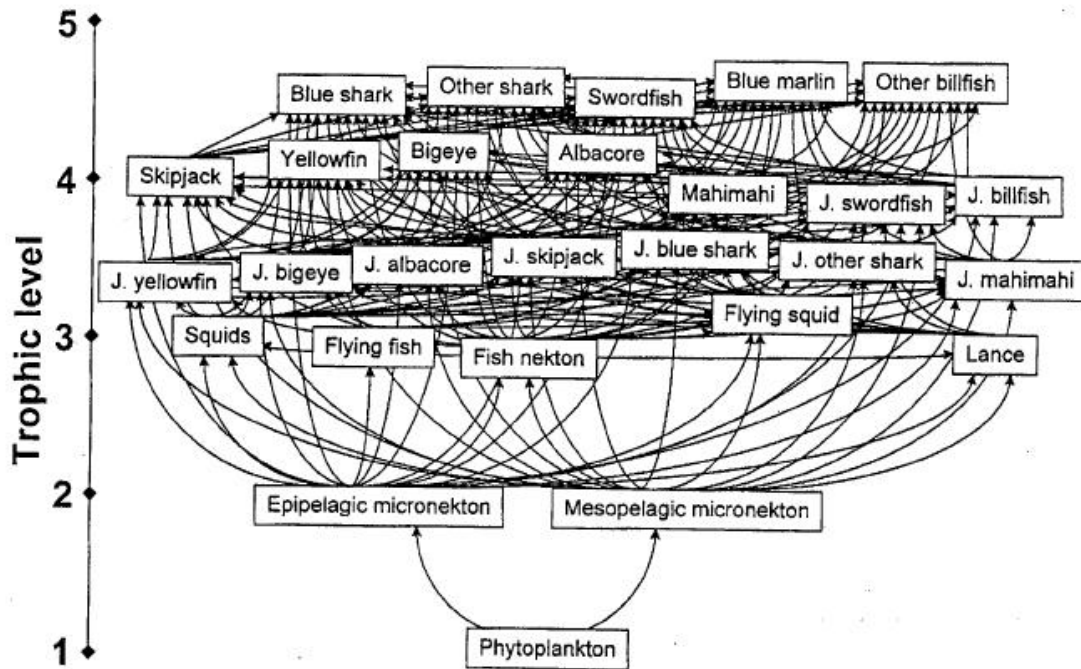 5
Other shark
Blue marlin
Other billfish
Blue shark
Swordfish
Yellowfin
Bigeye
Albacore
Skipjack
4
Mahimahi
J. swordfish
J. billfish
J. yellowfin
J. bigeye
J. albacore
J. skipjack
J. blue shark
J. other shark
J. mahimahi
Squids
Flying fish
Fish nekton
Flying squid
Lance
3
Trophic level
2
Epipelagic micronekton
Mesopelagic micronekton
1
Phytoplankton